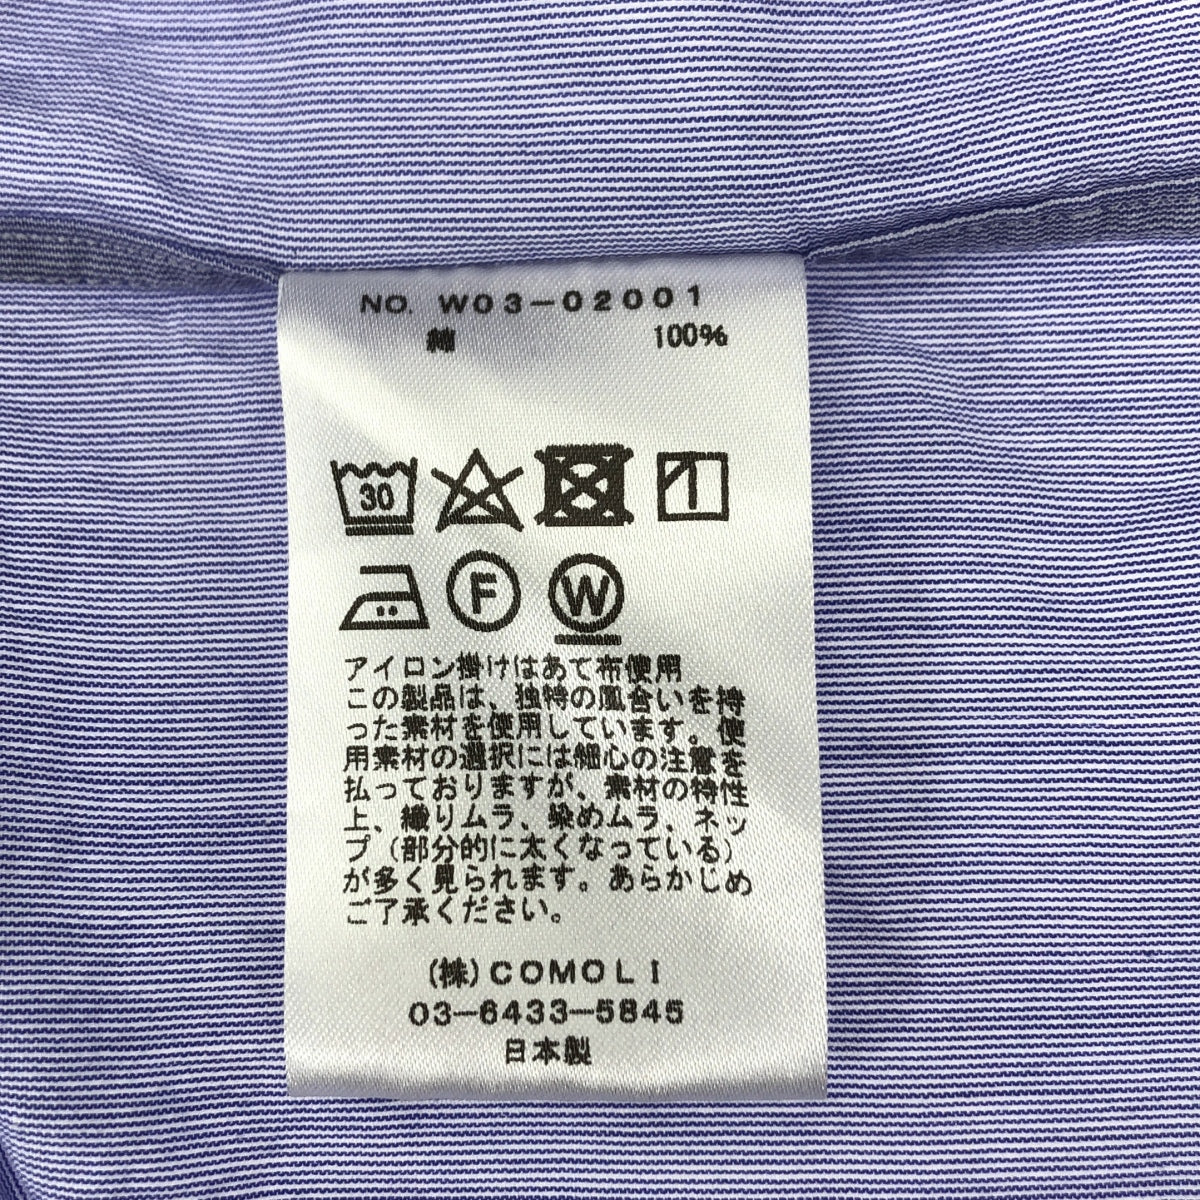 NO. W03-02001
綿 100%
30
F
W
アイロン掛けはあて布使用
この製品は、独特の風合いを持
った素材を使用しています。使
用素材の選択には細心の注意を
払っておりますが、素材の特性
上、織りムラ、染めムラ、ネッ
プ(部分的に太くなっている)
が多く見られます。あらかじめ
ご了承ください。
(株)COMOLI
03-6433-5845
日本製